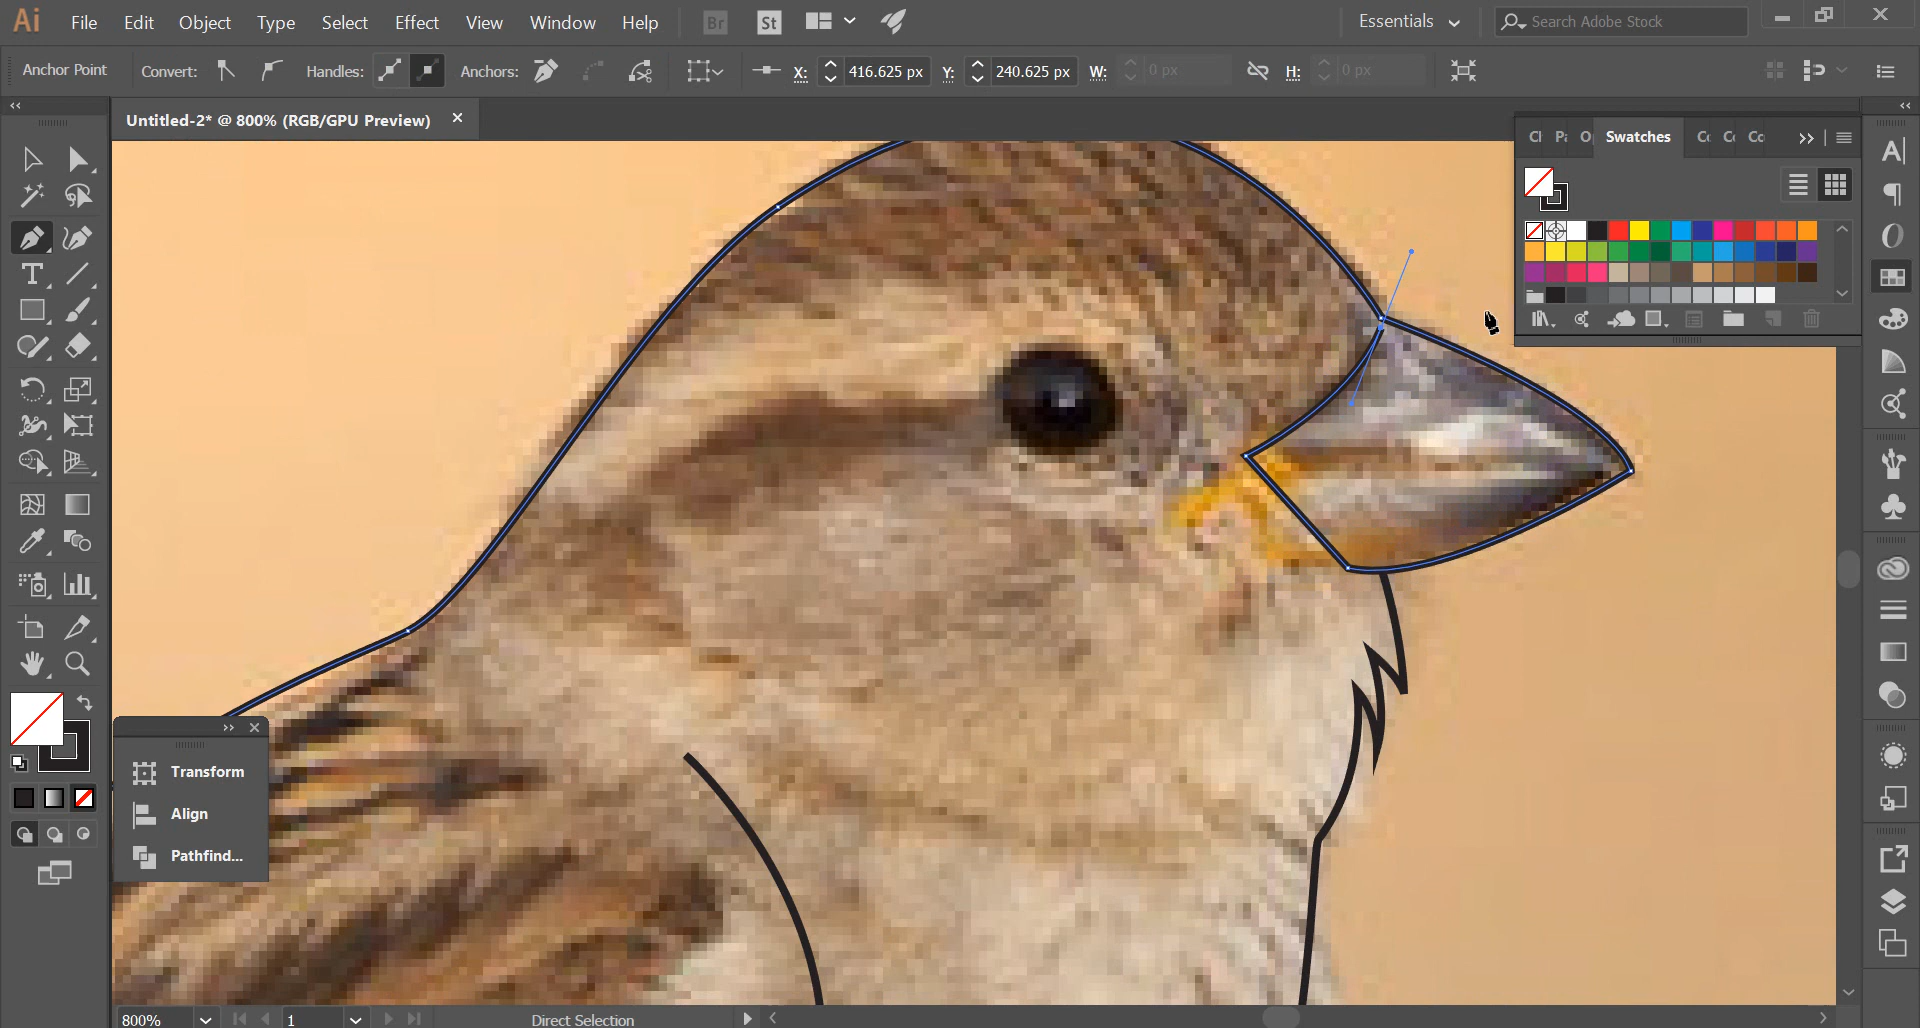 Ai File Edit Object Type Select Effect View Window Help Br St Essentials Search Adobe Stock
Anchor Point Convert: Handles: Anchors: X: 416.625 px Y: 240.625 px W: 0 px H: 0 px
Untitled-2* @ 800% (RGB/GPU Preview)
Swatches
Transform
Align
Pathfind...
800% 1 Direct Selection